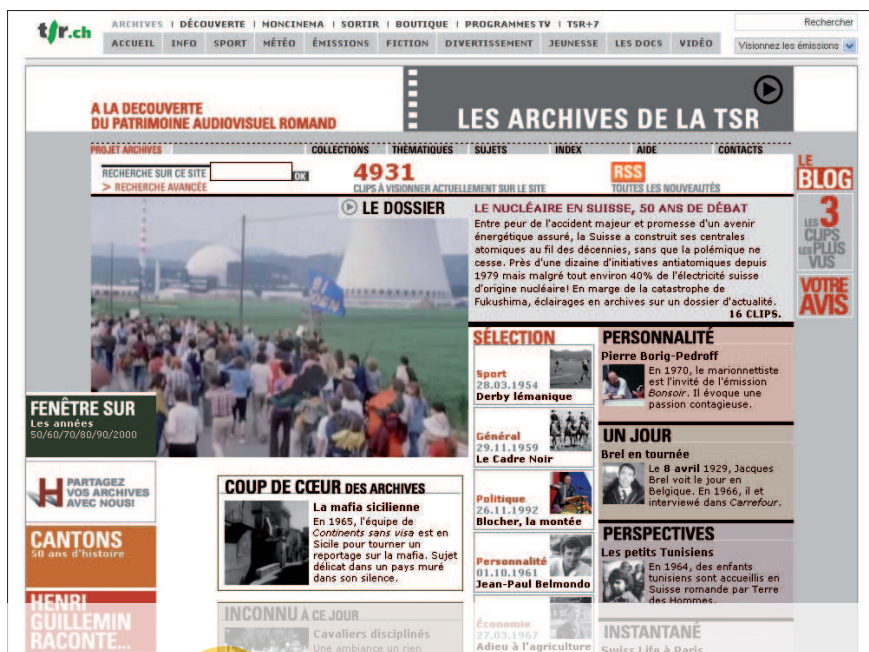 tsr.ch
ARCHIVES | DÉCOUVERTE | MONCINEMA | SORTIR | BOUTIQUE | PROGRAMMES TV | TSR+7
Rechercher
ACCUEIL INFO SPORT MÉTÉO ÉMISSIONS FICTION DIVERTISSEMENT JEUNESSE LES DOCS VIDÉO
Visionnez les émissions
A LA DECOUVERTE
DU PATRIMOINE AUDIOVISUEL ROMAND
LES ARCHIVES DE LA TSR
PROJET ARCHIVES COLLECTIONS THÉMATIQUES SUJETS INDEX AIDE CONTACTS
RECHERCHE SUR CE SITE OK
> RECHERCHE AVANCÉE
4931
CLIPS À VISIONNER ACTUELLEMENT SUR LE SITE
RSS
TOUTES LES NOUVEAUTÉS
LE
BLOG
LES 3
CLIPS
LES PLUS
VUS
VOTRE
AVIS
LE DOSSIER
LE NUCLÉAIRE EN SUISSE, 50 ANS DE DÉBAT
Entre peur de l'accident majeur et promesse d'un avenir
énergétique assuré, la Suisse a construit ses centrales
atomiques au fil des décennies, sans que la polémique ne
cesse. Près d'une dizaine d'initiatives antiatomiques depuis
1979 mais malgré tout environ 40% de l'électricité suisse
d'origine nucléaire! En marge de la catastrophe de
Fukushima, éclairages en archives sur un dossier d'actualité.
16 CLIPS.
FENÊTRE SUR
Les années
50/60/70/80/90/2000
PARTAGEZ
VOS ARCHIVES
AVEC NOUS!
CANTONS
50 ans d'histoire
HENRI
GUILLEMIN
RACONTE...
COUP DE CŒUR DES ARCHIVES
La mafia sicilienne
En 1965, l'équipe de
Continents sans visa est en
Sicile pour tourner un
reportage sur la mafia. Sujet
délicat dans un pays muré
dans son silence.
INCONNU À CE JOUR
Cavaliers disciplinés
Une ambiance un rien
SÉLECTION
Sport
28.03.1954
Derby lémanique
Général
29.11.1959
Le Cadre Noir
Politique
26.11.1992
Blocher, la montée
Personnalité
01.10.1961
Jean-Paul Belmondo
Économie
27.03.1967
Adieu à l'agriculture
PERSONNALITÉ
Pierre Borig-Pedroff
En 1970, le marionnettiste
est l'invité de l'émission
Bonsoir. Il évoque une
passion contagieuse.
UN JOUR
Brel en tournée
Le 8 avril 1929, Jacques
Brel voit le jour en
Belgique. En 1966, il et
interviewé dans Carrefour.
PERSPECTIVES
Les petits Tunisiens
En 1964, des enfants
tunisiens sont accueillis en
Suisse romande par Terre
des Hommes.
INSTANTANÉ
Swiss Life à Paris